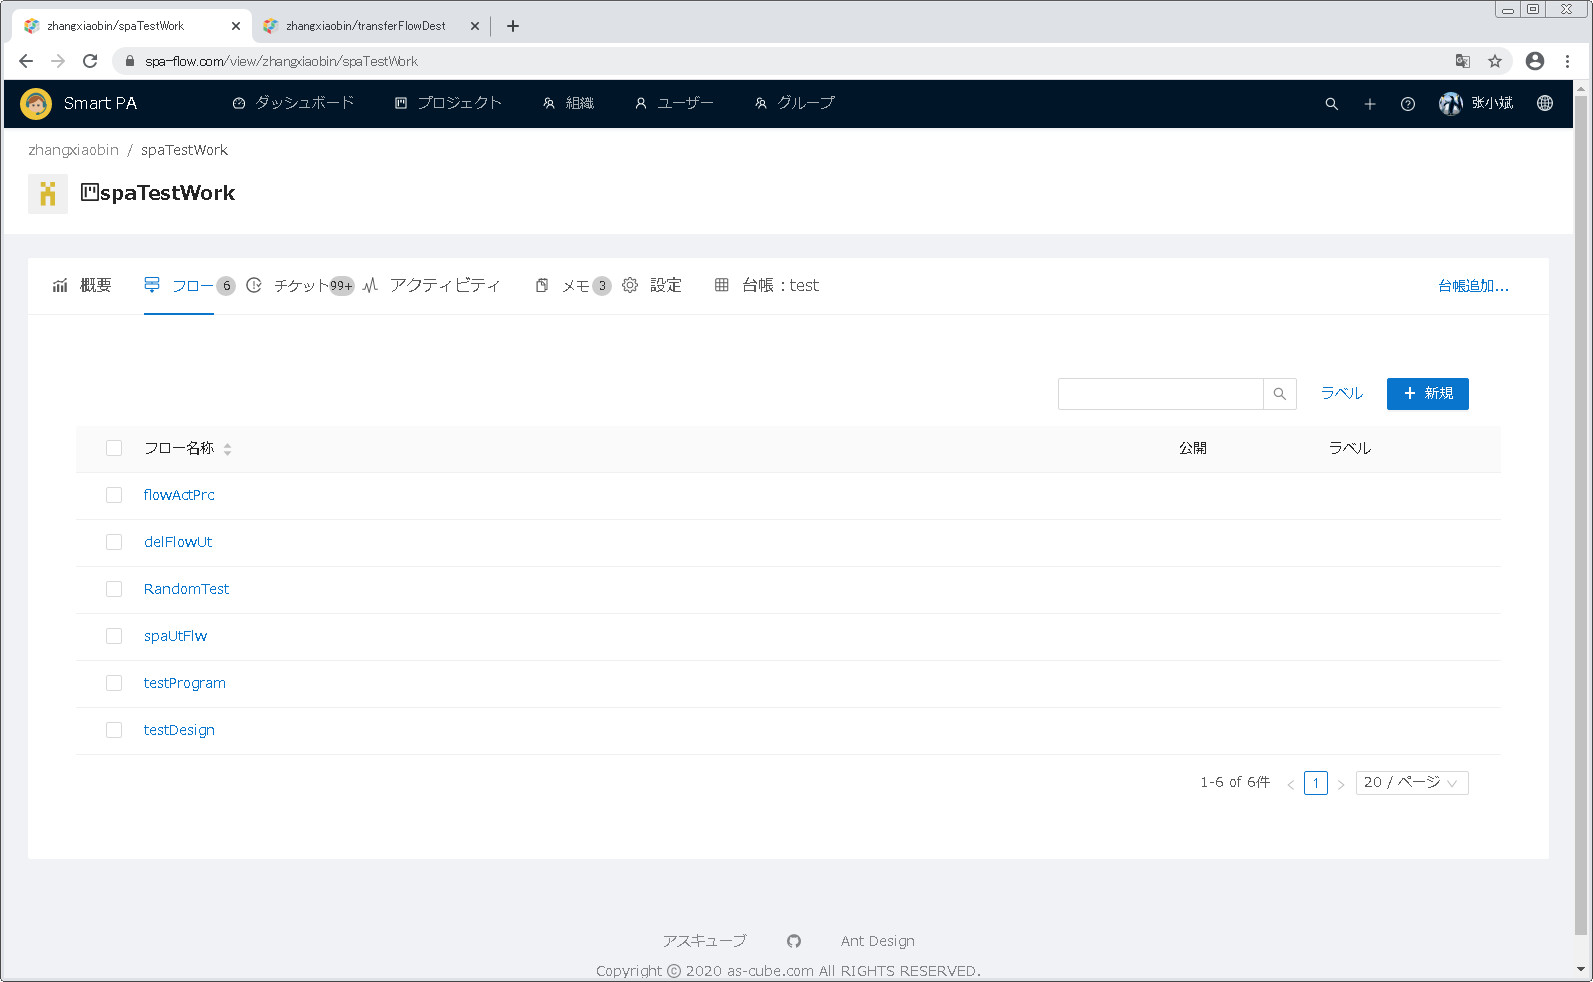 zhangxiaobin/spaTestWork
zhangxiaobin/transferFlowDest
spa-flow.com/view/zhangxiaobin/spaTestWork
Smart PA ダッシュボード プロジェクト 組織 ユーザー グループ 张小斌
zhangxiaobin / spaTestWork
spaTestWork
概要 フロー 6 チケット 99+ アクティビティ メモ 3 設定 台帳：test 台帳追加...
ラベル + 新規
フロー名称 公開 ラベル
flowActPrc
delFlowUt
RandomTest
spaUtFlw
testProgram
testDesign
1-6 of 6件 < 1 > 20 / ページ
アスキューブ Ant Design
Copyright © 2020 as-cube.com All RIGHTS RESERVED.